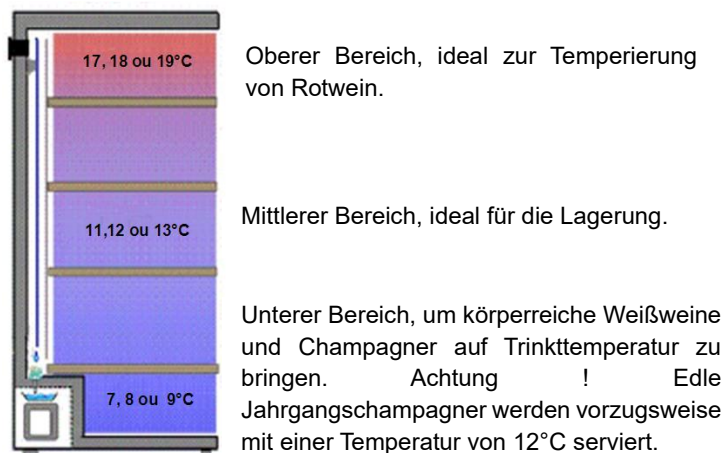 17, 18 ou 19°C
Oberer Bereich, ideal zur Temperierung
von Rotwein.
11,12 ou 13°C
Mittlerer Bereich, ideal für die Lagerung.
7, 8 ou 9°C
Unterer Bereich, um körperreiche Weißweine
und Champagner auf Trinkttemperatur zu
bringen. Achtung ! Edle
Jahrgangschampagner werden vorzugsweise
mit einer Temperatur von 12°C serviert.